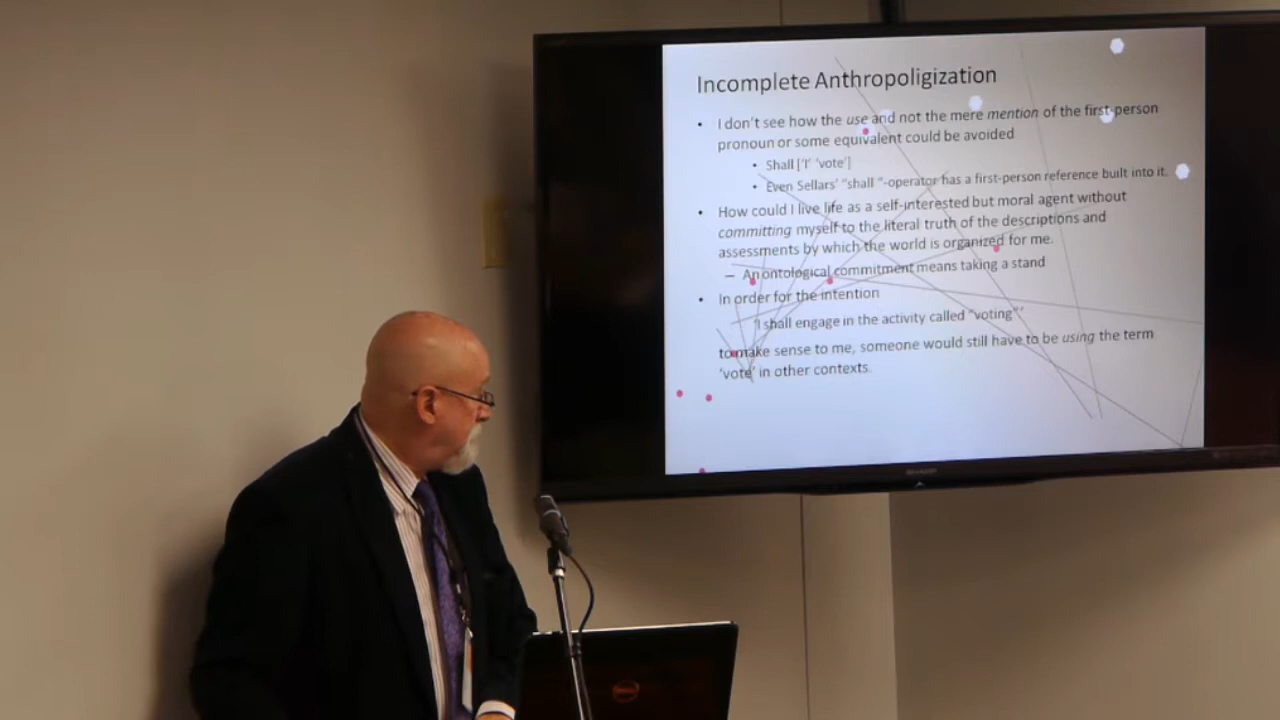 Incomplete Anthropoligization
• I don't see how the use and not the mere mention of the first-person
pronoun or some equivalent could be avoided
• Shall ['I' 'vote']
• Even Sellars' "shall "-operator has a first-person reference built into it.
• How could I live life as a self-interested but moral agent without
committing myself to the literal truth of the descriptions and
assessments by which the world is organized for me.
– An ontological commitment means taking a stand
• In order for the intention
"I shall engage in the activity called "voting"'
to make sense to me, someone would still have to be using the term
'vote' in other contexts.
SHARP
DELL